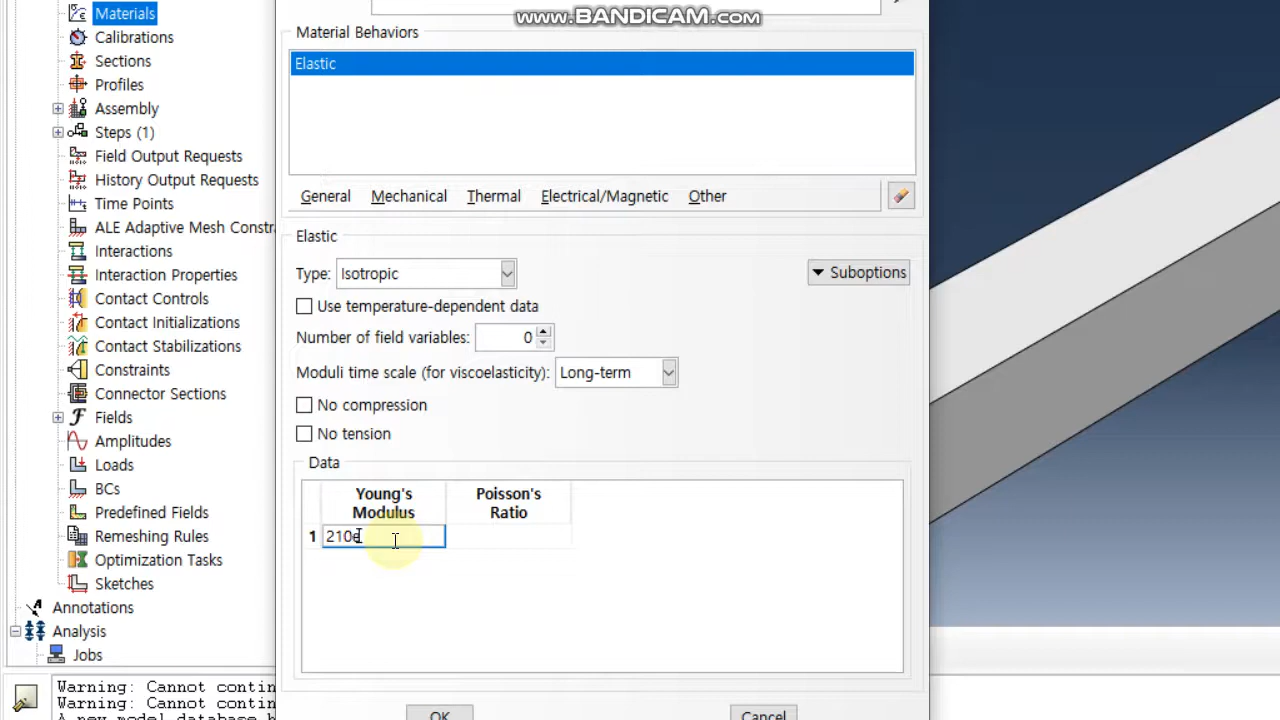 www.BANDICAM.com
Materials
Calibrations
Sections
Profiles
Assembly
Steps (1)
Field Output Requests
History Output Requests
Time Points
ALE Adaptive Mesh Constr
Interactions
Interaction Properties
Contact Controls
Contact Initializations
Contact Stabilizations
Constraints
Connector Sections
Fields
Amplitudes
Loads
BCs
Predefined Fields
Remeshing Rules
Optimization Tasks
Sketches
Annotations
Analysis
Jobs
Warning: Cannot contin
Warning: Cannot contin
A new model database h
Material Behaviors
Elastic
General Mechanical Thermal Electrical/Magnetic Other
Elastic
Type: Isotropic
Suboptions
Use temperature-dependent data
Number of field variables: 0
Moduli time scale (for viscoelasticity): Long-term
No compression
No tension
Data
Young's Modulus
Poisson's Ratio
1 210e
OK
Cancel